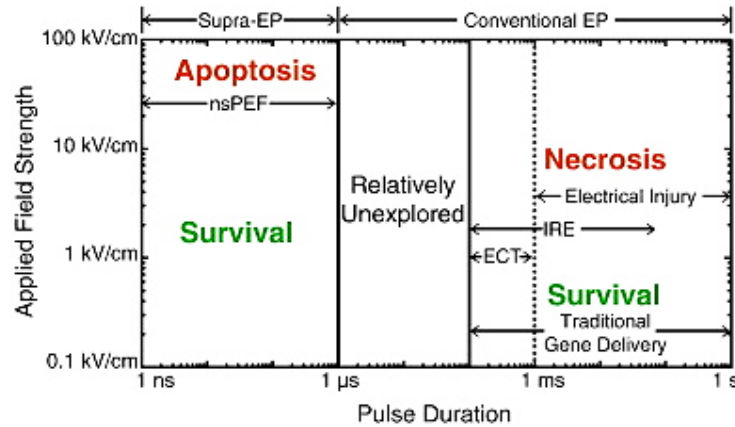 Supra-EP
Conventional EP
100 kV/cm
10 kV/cm
1 kV/cm
0.1 kV/cm
Applied Field Strength
Apoptosis
nsPEF
Survival
Relatively
Unexplored
Necrosis
Electrical Injury
IRE
ECT
Survival
Traditional
Gene Delivery
1 ns
1 µs
1 ms
1 s
Pulse Duration